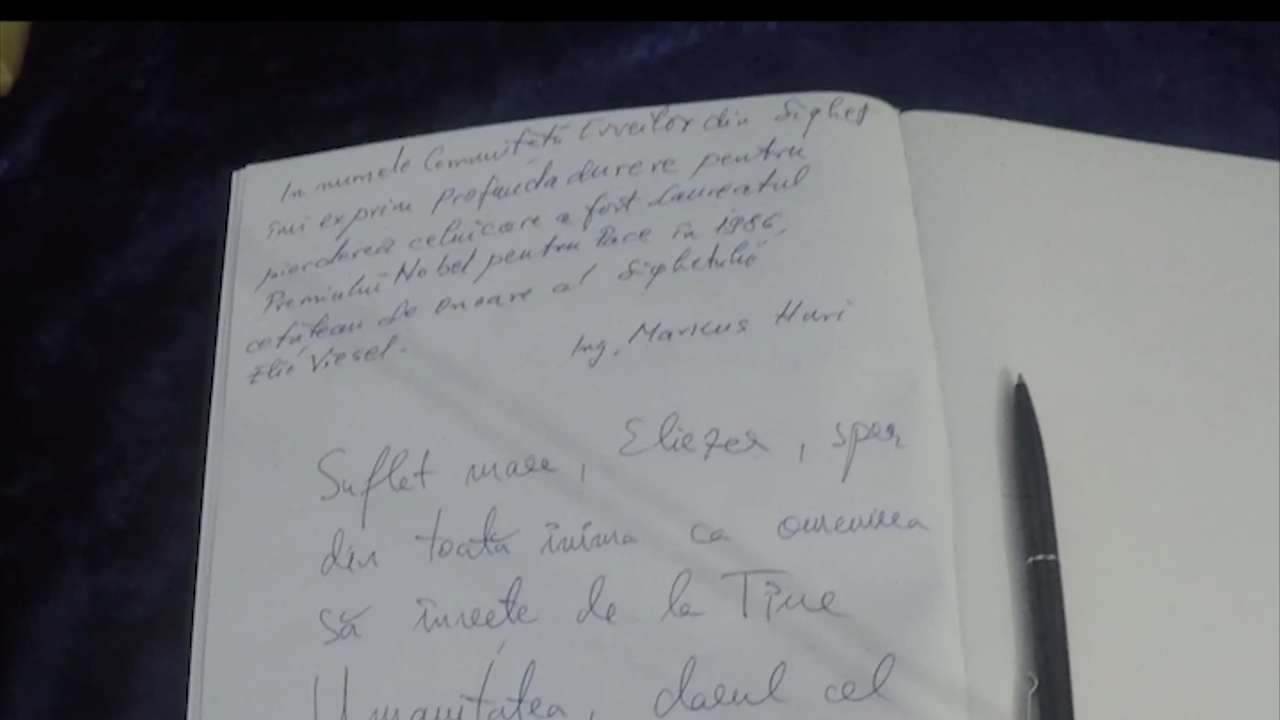 In numele Comunității Evreilor din Sighet
îmi exprim profunda durere pentru
pierderea celui care a fost Laureatul
Premiului Nobel pentru Pace în 1986,
cetățean de onoare al Sighetului
Elie Viesel.
Ing. Markus Hari
Suflet mare, Eliezer, sper
din toată inima ca omenirea
să învețe de la Tine
Umanitatea, darul cel